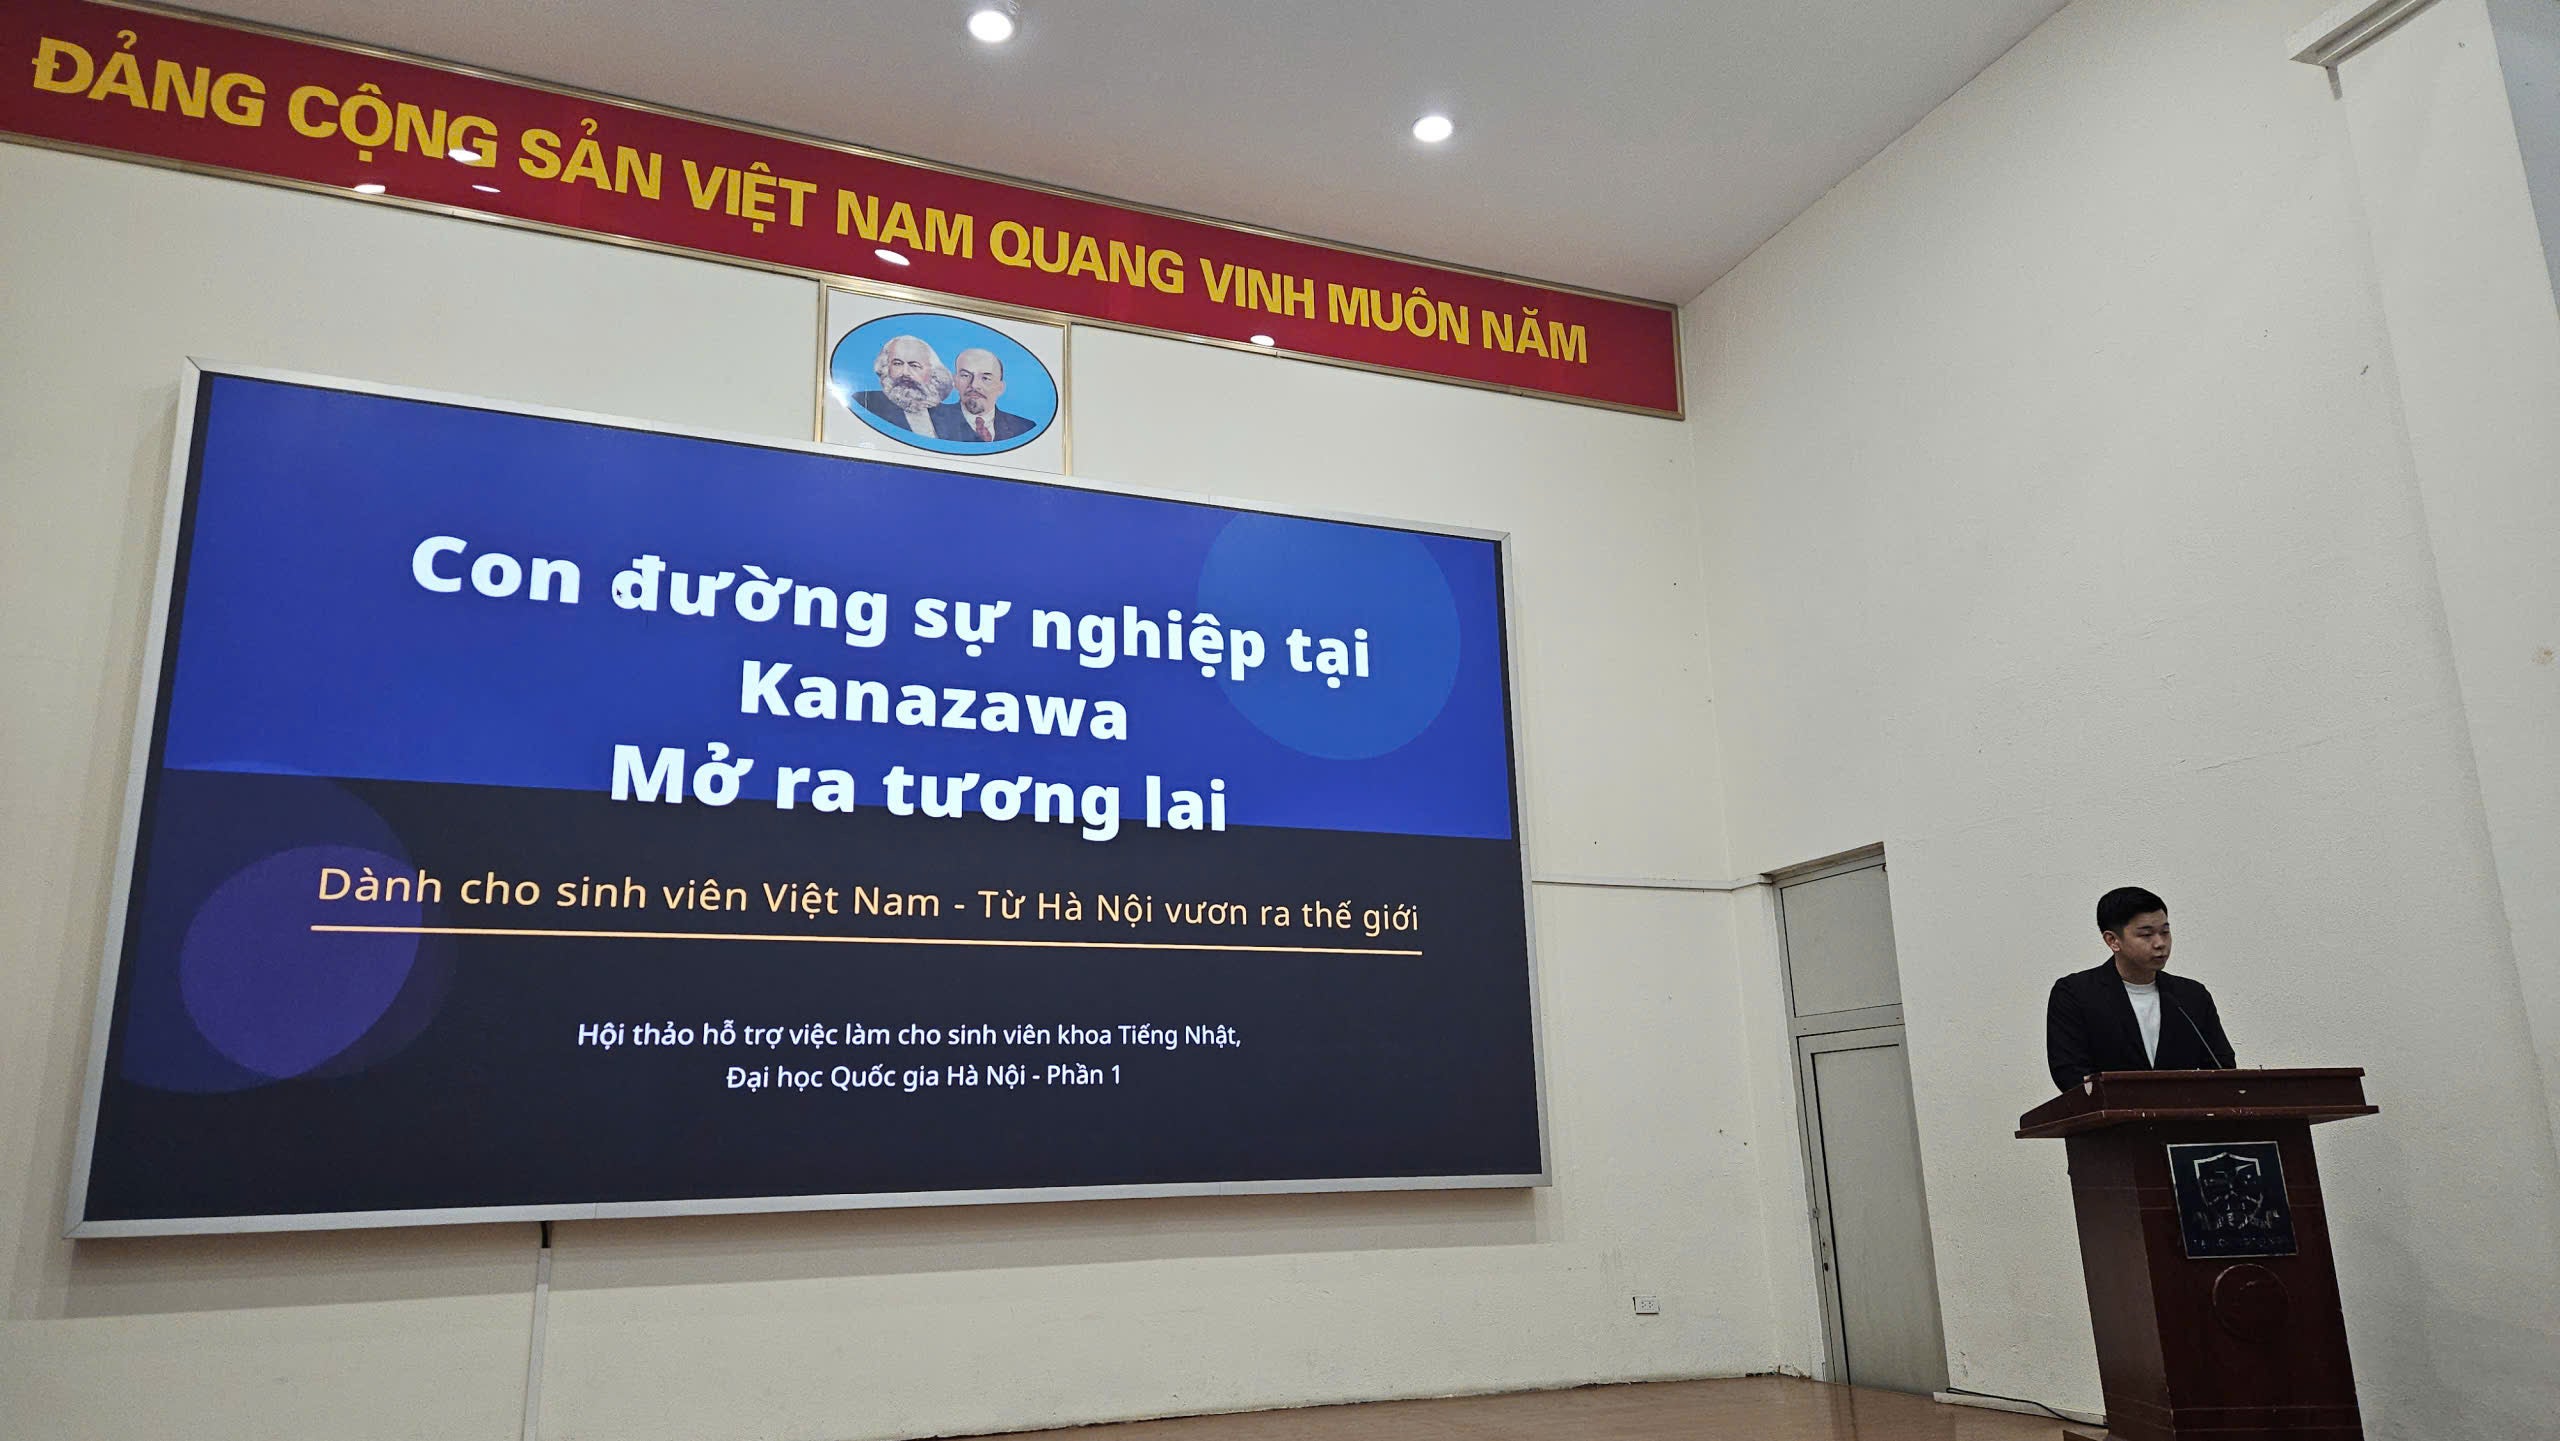 ĐẢNG CỘNG SẢN VIỆT NAM QUANG VINH MUÔN NĂM
Con đường sự nghiệp tại
Kanazawa
Mở ra tương lai
Dành cho sinh viên Việt Nam - Từ Hà Nội vươn ra thế giới
Hội thảo hỗ trợ việc làm cho sinh viên khoa Tiếng Nhật,
Đại học Quốc gia Hà Nội - Phần 1